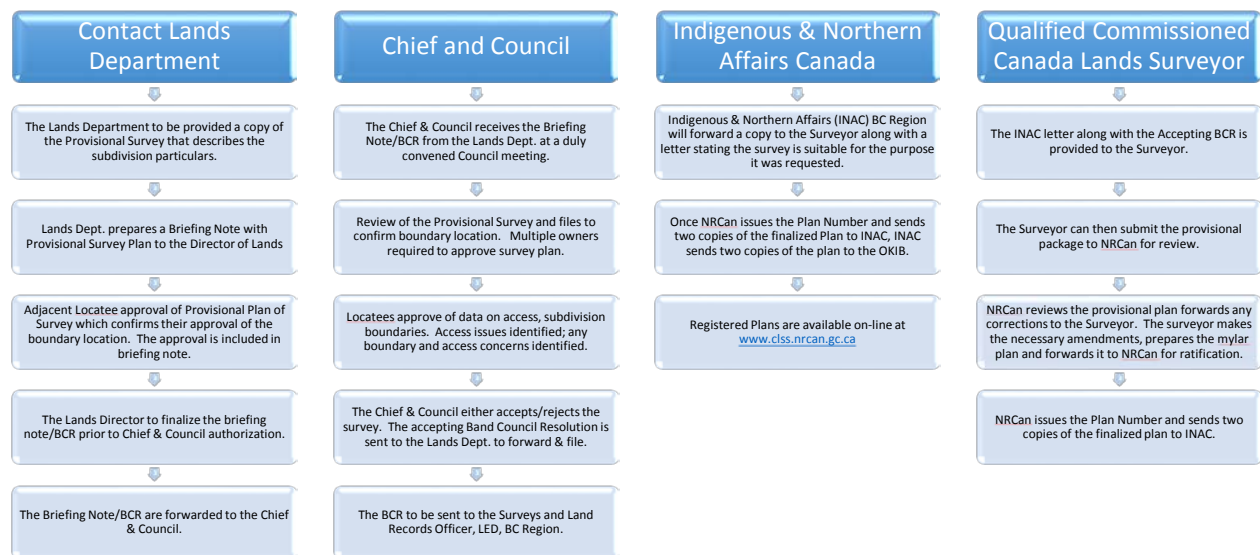 Contact Lands
Department
The Lands Department to be provided a copy of
the Provisional Survey that describes the
subdivision particulars.
Lands Dept. prepares a Briefing Note with
Provisional Survey Plan to the Director of Lands
Adjacent Locatee approval of Provisional Plan of
Survey which confirms their approval of the
boundary location. The approval is included in
briefing note.
The Lands Director to finalize the briefing
note/BCR prior to Chief & Council authorization.
The Briefing Note/BCR are forwarded to the Chief
& Council.
Chief and Council
The Chief & Council receives the Briefing
Note/BCR from the Lands Dept. at a duly
convened Council meeting.
Review of the Provisional Survey and files to
confirm boundary location. Multiple owners
required to approve survey plan.
Locatees approve of data on access, subdivision
boundaries. Access issues identified; any
boundary and access concerns identified.
The Chief & Council either accepts/rejects the
survey. The accepting Band Council Resolution is
sent to the Lands Dept. to forward & file.
The BCR to be sent to the Surveys and Land
Records Officer, LED, BC Region.
Indigenous & Northern
Affairs Canada
Indigenous & Northern Affairs (INAC) BC Region
will forward a copy to the Surveyor along with a
letter stating the survey is suitable for the purpose
it was requested.
Once NRCan issues the Plan Number and sends
two copies of the finalized Plan to INAC, INAC
sends two copies of the plan to the OKIB.
Registered Plans are available on-line at
www.clss.nrcan.gc.ca
Qualified Commissioned
Canada Lands Surveyor
The INAC letter along with the Accepting BCR is
provided to the Surveyor.
The Surveyor can then submit the provisional
package to NRCan for review.
NRCan reviews the provisional plan forwards any
corrections to the Surveyor. The surveyor makes
the necessary amendments, prepares the mylar
plan and forwards it to NRCan for ratification.
NRCan issues the Plan Number and sends two
copies of the finalized plan to INAC.